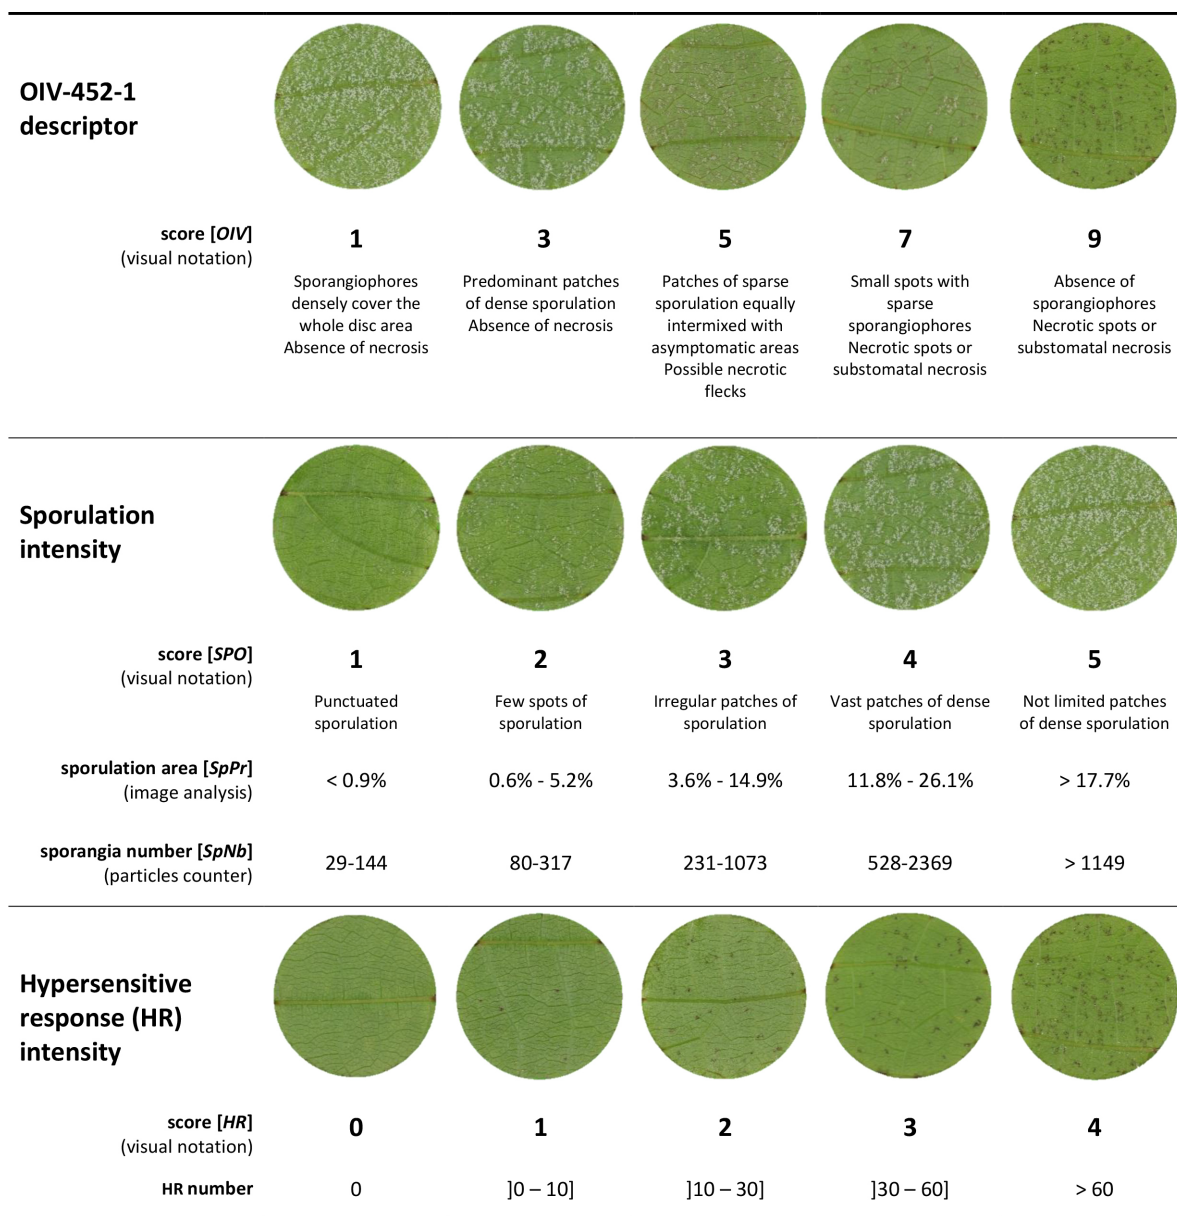 OIV-452-1
descriptor
score [OIV]
(visual notation)
1
3
5
7
9
Sporangiophores
densely cover the
whole disc area
Absence of necrosis
Predominant patches
of dense sporulation
Absence of necrosis
Patches of sparse
sporulation equally
intermixed with
asymptomatic areas
Possible necrotic
flecks
Small spots with
sparse
sporangiophores
Necrotic spots or
substomatal necrosis
Absence of
sporangiophores
Necrotic spots or
substomatal necrosis
Sporulation
intensity
score [SPO]
(visual notation)
1
2
3
4
5
Punctuated
sporulation
Few spots of
sporulation
Irregular patches of
sporulation
Vast patches of dense
sporulation
Not limited patches
of dense sporulation
sporulation area [SpPr]
(image analysis)
< 0.9%
0.6% - 5.2%
3.6% - 14.9%
11.8% - 26.1%
> 17.7%
sporangia number [SpNb]
(particles counter)
29-144
80-317
231-1073
528-2369
> 1149
Hypersensitive
response (HR)
intensity
score [HR]
(visual notation)
0
1
2
3
4
HR number
0
]0 – 10]
]10 – 30]
]30 – 60]
> 60